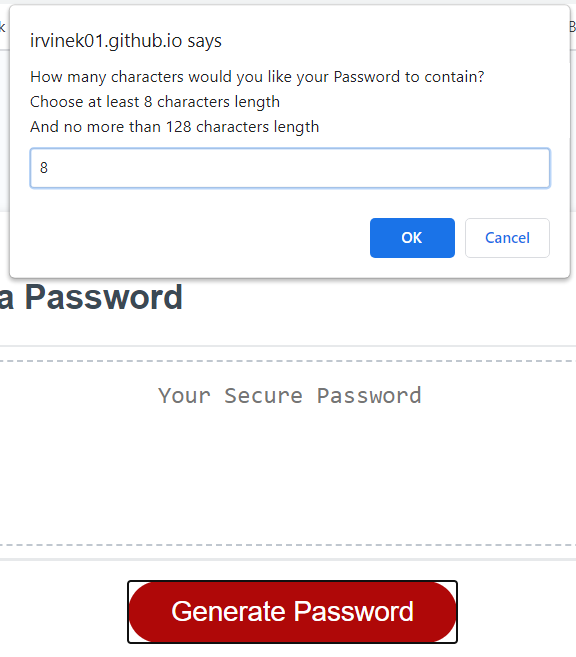 irvinek01.github.io says
How many characters would you like your Password to contain?
Choose at least 8 characters length
And no more than 128 characters length
8
OK Cancel
a Password
Your Secure Password
Generate Password